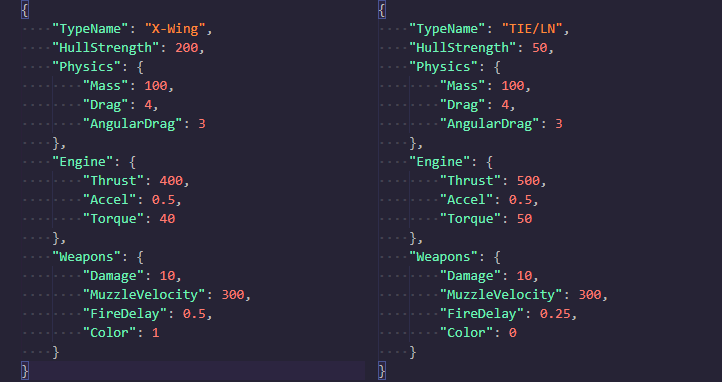 {
    "TypeName": "X-Wing",
    "HullStrength": 200,
    "Physics": {
        "Mass": 100,
        "Drag": 4,
        "AngularDrag": 3
    },
    "Engine": {
        "Thrust": 400,
        "Accel": 0.5,
        "Torque": 40
    },
    "Weapons": {
        "Damage": 10,
        "MuzzleVelocity": 300,
        "FireDelay": 0.5,
        "Color": 1
    }
}
{
    "TypeName": "TIE/LN",
    "HullStrength": 50,
    "Physics": {
        "Mass": 100,
        "Drag": 4,
        "AngularDrag": 3
    },
    "Engine": {
        "Thrust": 500,
        "Accel": 0.5,
        "Torque": 50
    },
    "Weapons": {
        "Damage": 10,
        "MuzzleVelocity": 300,
        "FireDelay": 0.25,
        "Color": 0
    }
}